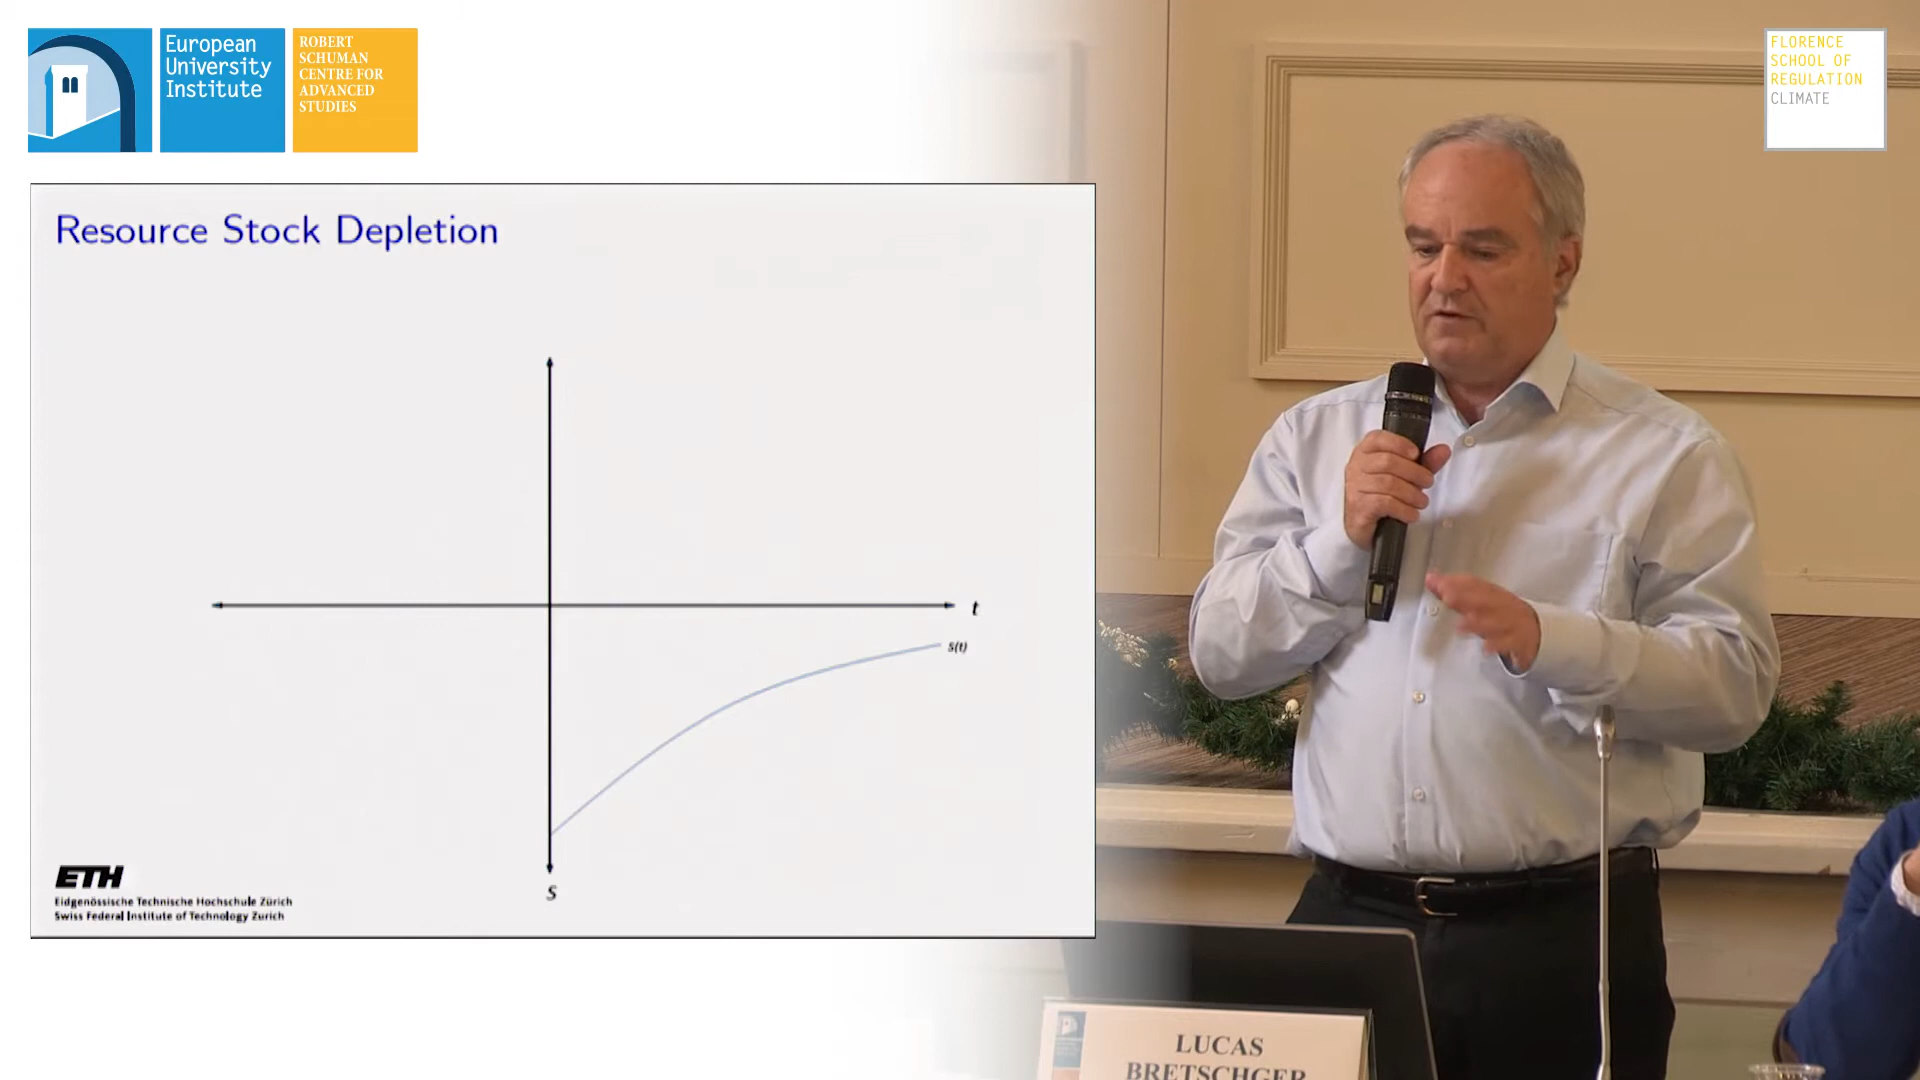 European
University
Institute
ROBERT
SCHUMAN
CENTRE FOR
ADVANCED
STUDIES
FLORENCE
SCHOOL OF
REGULATION
CLIMATE
Resource Stock Depletion
t
S(t)
S
ETH
Eidgenössische Technische Hochschule Zürich
Swiss Federal Institute of Technology Zurich
LUCAS
BRETSCHGER